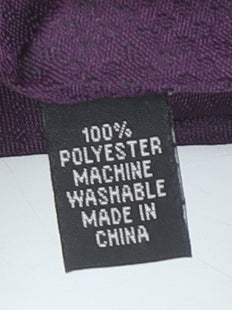 100%
POLYESTER
MACHINE
WASHABLE
MADE IN
CHINA